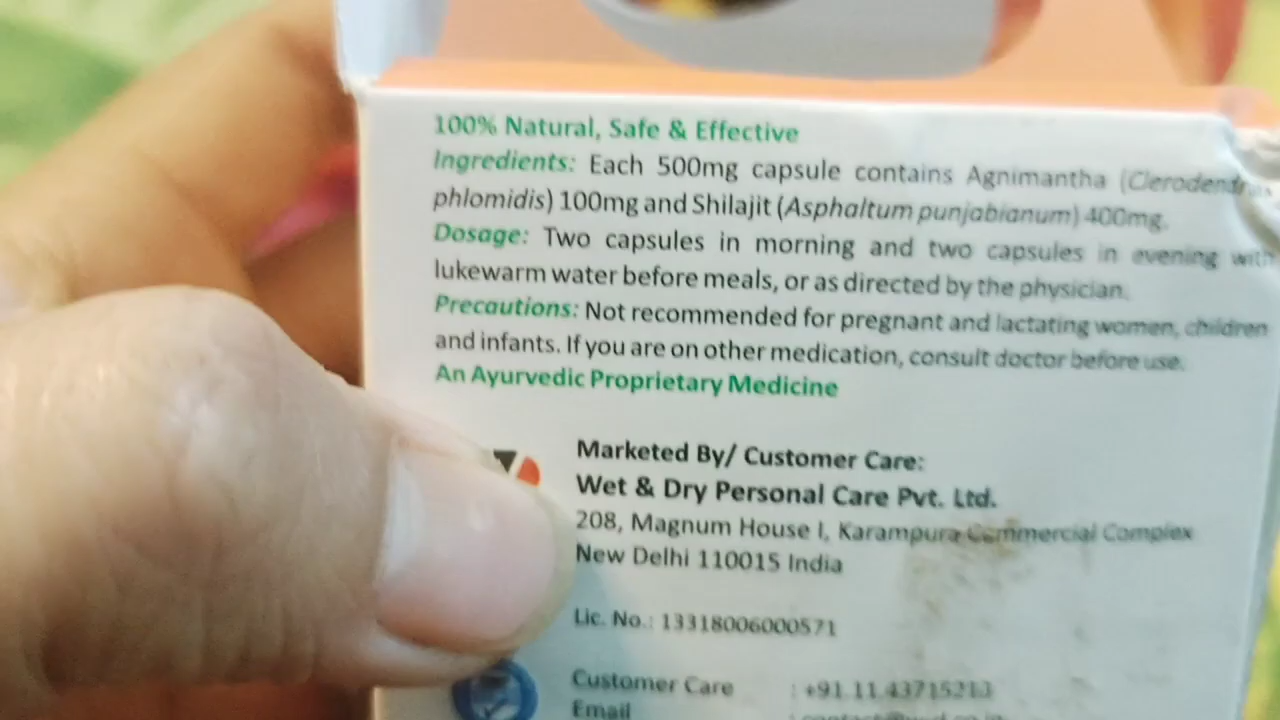 100% Natural, Safe & Effective
Ingredients: Each 500mg capsule contains Agnimantha
phlomidis) 100mg and Shilajit (Asphaltum punjabianum) 400mg.
Dosage: Two capsules in morning and two capsules in evening with
lukewarm water before meals, or as directed by the physician.
Precautions: Not recommended for pregnant and lactating women, children
and infants. If you are on other medication, consult doctor before use.
An Ayurvedic Proprietary Medicine
Marketed By/ Customer Care:
Wet & Dry Personal Care Pvt. Ltd.
208, Magnum House I, Karampura Commercial Complex
New Delhi 110015 India
Lic. No.: 13318006000571
Customer Care : +91 11 43715213
Email